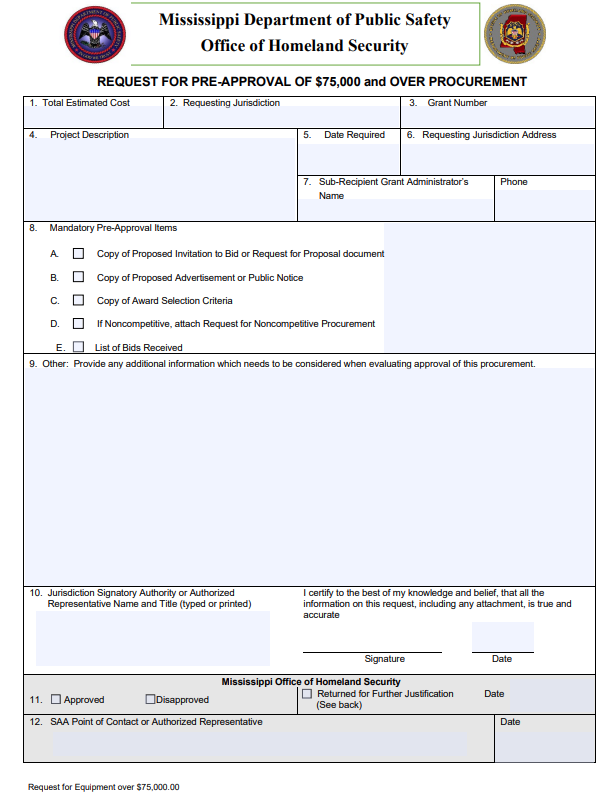 Mississippi Department of Public Safety
Office of Homeland Security
REQUEST FOR PRE-APPROVAL OF $75,000 and OVER PROCUREMENT
1. Total Estimated Cost
2. Requesting Jurisdiction
3. Grant Number
4. Project Description
5. Date Required
6. Requesting Jurisdiction Address
7. Sub-Recipient Grant Administrator's
Name
Phone
8. Mandatory Pre-Approval Items
A. Copy of Proposed Invitation to Bid or Request for Proposal document
B. Copy of Proposed Advertisement or Public Notice
C. Copy of Award Selection Criteria
D. If Noncompetitive, attach Request for Noncompetitive Procurement
E. List of Bids Received
9. Other: Provide any additional information which needs to be considered when evaluating approval of this procurement.
10. Jurisdiction Signatory Authority or Authorized
Representative Name and Title (typed or printed)
I certify to the best of my knowledge and belief, that all the
information on this request, including any attachment, is true and
accurate
Signature
Date
Mississippi Office of Homeland Security
11. Approved
Disapproved
Returned for Further Justification
(See back)
Date
12. SAA Point of Contact or Authorized Representative
Date
Request for Equipment over $75,000.00